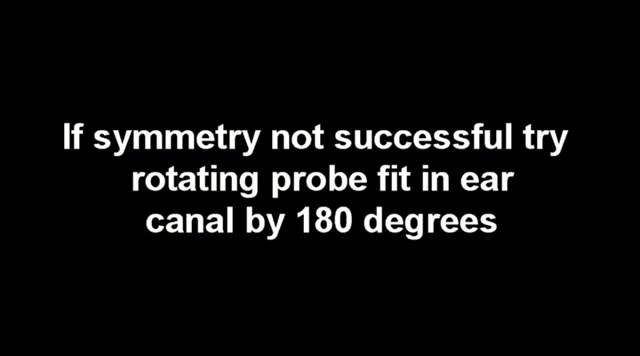 If symmetry not successful try
rotating probe fit in ear
canal by 180 degrees